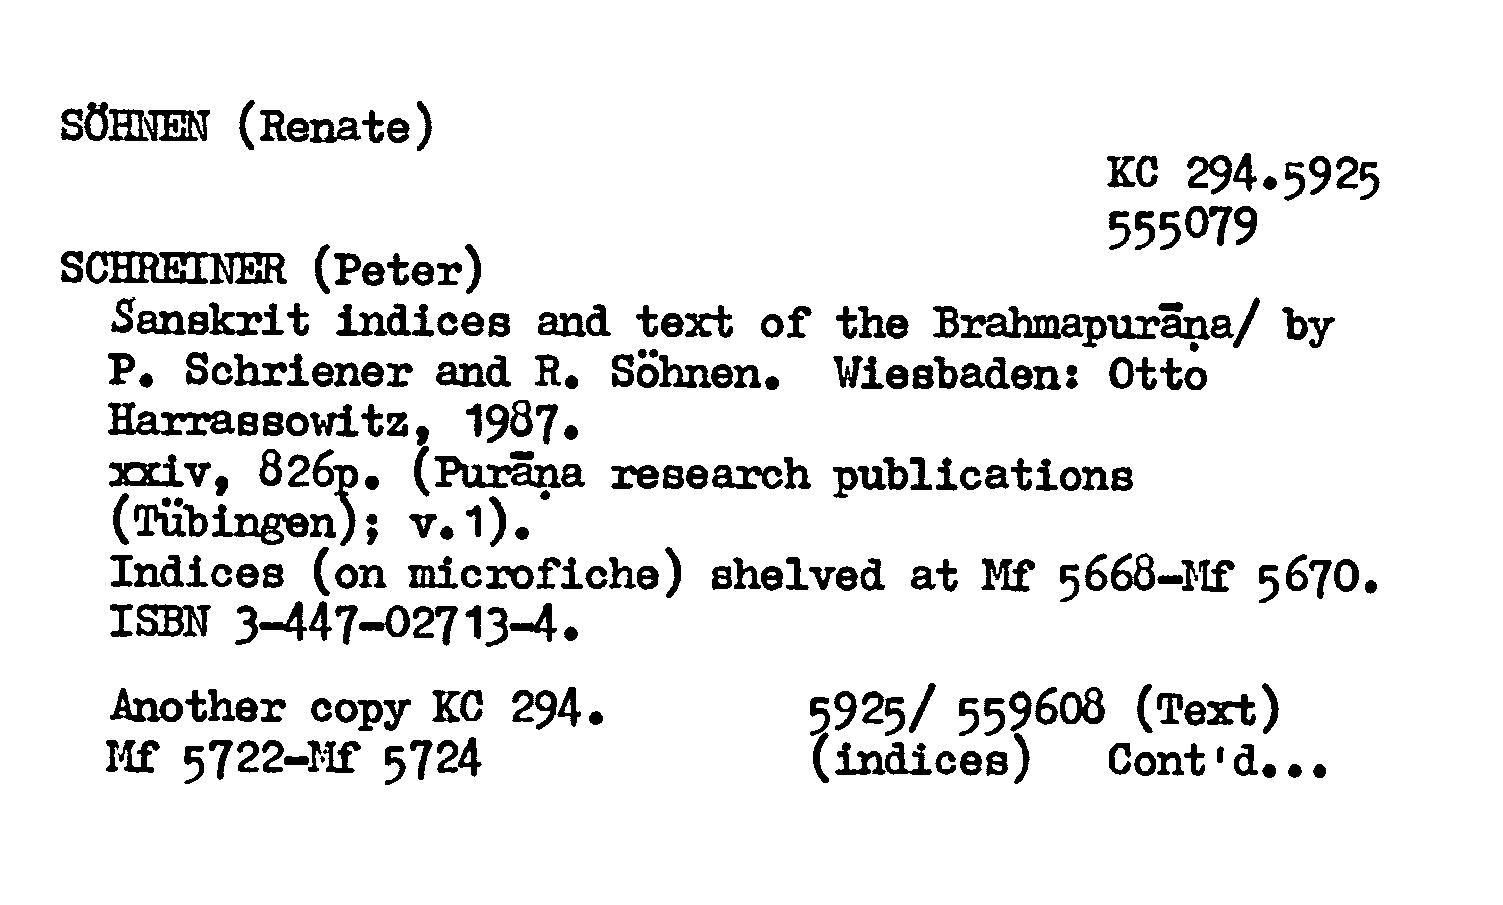 SÖHNEN (Renate)
KC 294.5925
555079
SCHREINER (Peter)
Sanskrit indices and text of the Brahmapurāṇa/ by
P. Schriener and R. Söhnen. Wiesbaden: Otto
Harrassowitz, 1987.
xxiv, 826p. (Purāṇa research publications
(Tübingen); v.1).
Indices (on microfiche) shelved at Mf 5668-Mf 5670.
ISBN 3-447-02713-4.
Another copy KC 294. 5925/ 559608 (Text)
Mf 5722-Mf 5724 (indices) Cont'd...